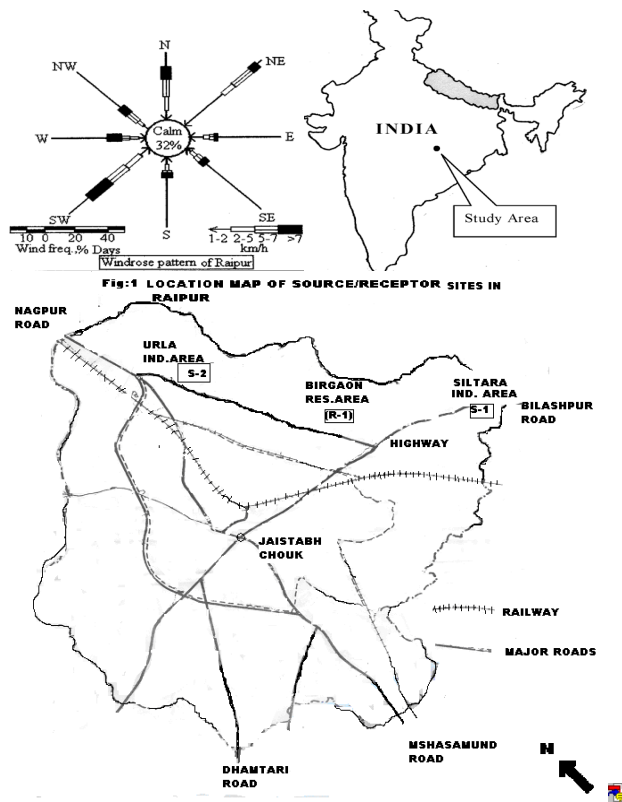 N
NW
NE
W
Calm
32%
E
SW
SE
S
10 0 20 40
Wind freq.,% Days
1-2 2-5 5-7 >7
km/h
Windrose pattern of Raipur
INDIA
Study Area
Fig:1 LOCATION MAP OF SOURCE/RECEPTOR SITES IN
RAIPUR
NAGPUR
ROAD
URLA
IND.AREA
S-2
BIRGAON
RES.AREA
(R-1)
SILTARA
IND. AREA
S-1
BILASHPUR
ROAD
HIGHWAY
JAISTABH
CHOUK
RAILWAY
MAJOR ROADS
MSHASAMUND
ROAD
DHAMTARI
ROAD
N